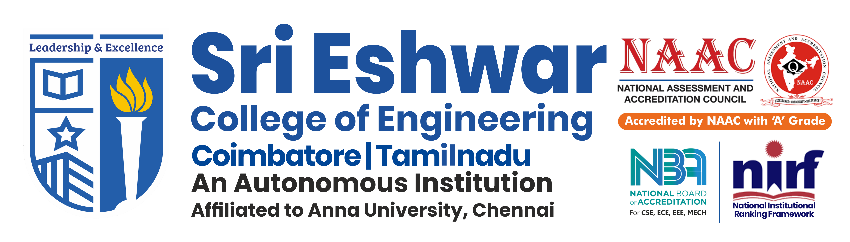 Leadership & Excellence
Sri Eshwar
College of Engineering
Coimbatore | Tamilnadu
An Autonomous Institution
Affiliated to Anna University, Chennai
NAAC
NATIONAL ASSESSMENT AND
ACCREDITATION COUNCIL
NAAC
Accredited by NAAC with ‘A’ Grade
NBA
NATIONAL BOARD
of ACCREDITATION
For CSE, ECE, EEE, MECH
nirf
National Institutional
Ranking Framework